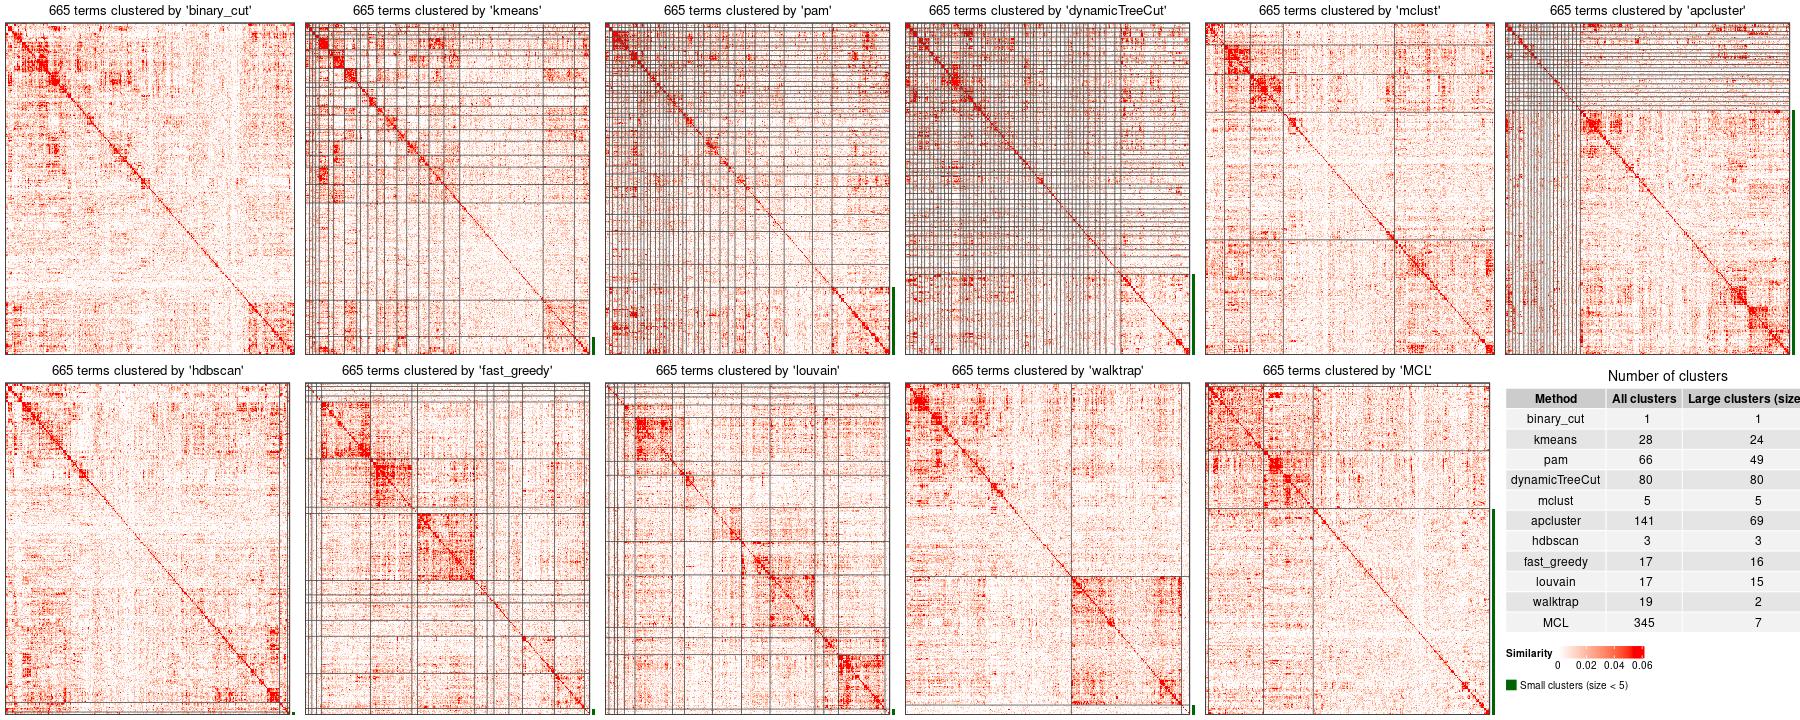 665 terms clustered by 'binary_cut'
665 terms clustered by 'kmeans'
665 terms clustered by 'pam'
665 terms clustered by 'dynamicTreeCut'
665 terms clustered by 'mclust'
665 terms clustered by 'apcluster'
665 terms clustered by 'hdbscan'
665 terms clustered by 'fast_greedy'
665 terms clustered by 'louvain'
665 terms clustered by 'walktrap'
665 terms clustered by 'MCL'
Number of clusters
Method All clusters Large clusters (size
binary_cut 1 1
kmeans 28 24
pam 66 49
dynamicTreeCut 80 80
mclust 5 5
apcluster 141 69
hdbscan 3 3
fast_greedy 17 16
louvain 17 15
walktrap 19 2
MCL 345 7
Similarity
0 0.02 0.04 0.06
Small clusters (size < 5)